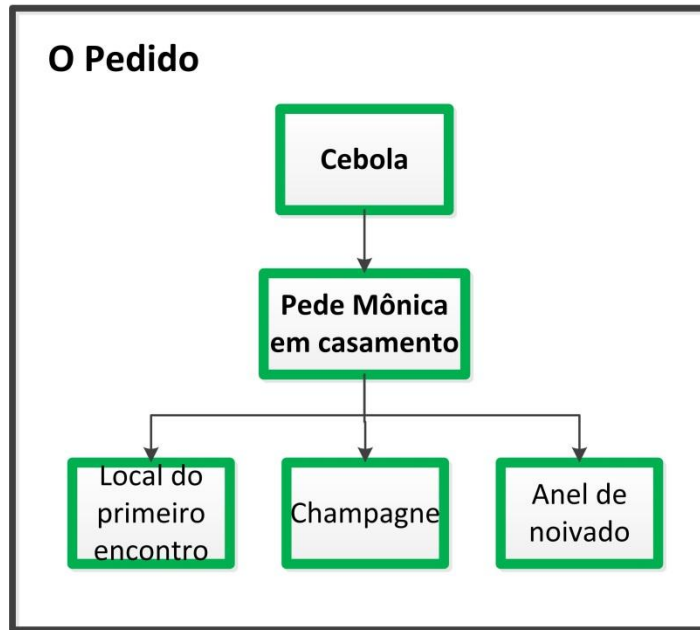 O Pedido
Cebola
Pede Mônica
em casamento
Local do
primeiro
encontro
Champagne
Anel de
noivado